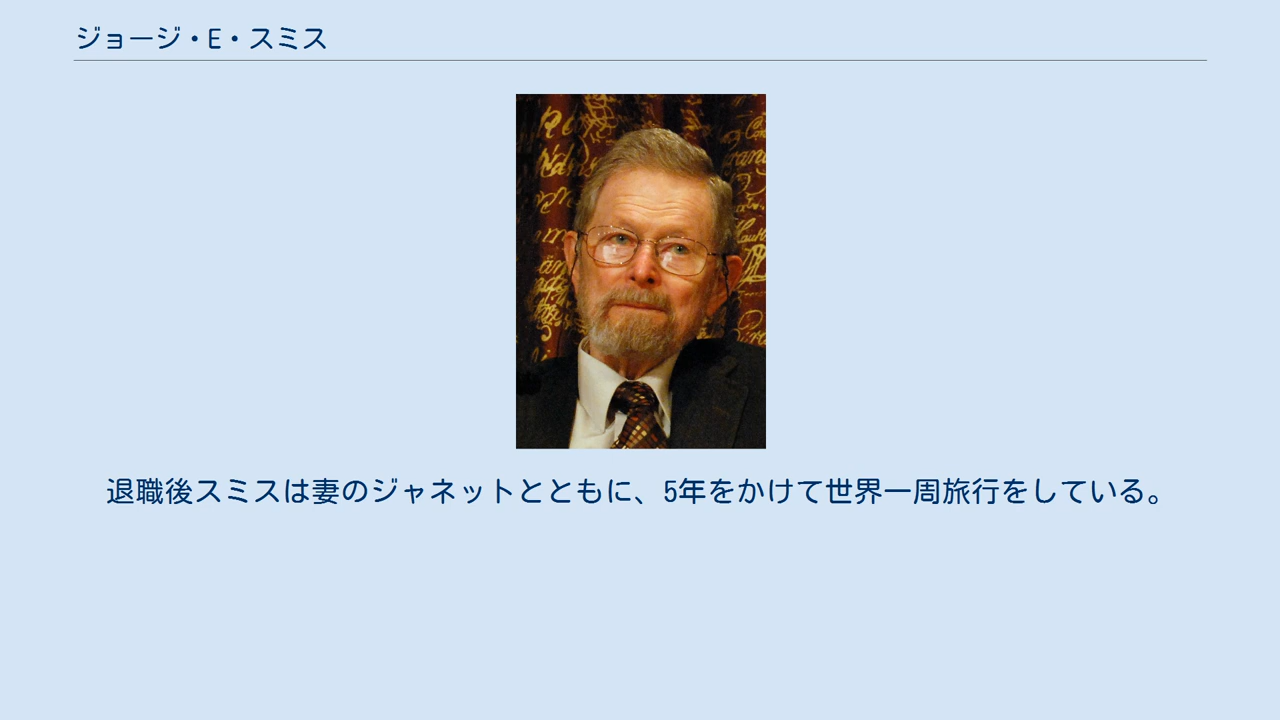 ジョージ・E・スミス
退職後スミスは妻のジャネットとともに、5年をかけて世界一周旅行をしている。